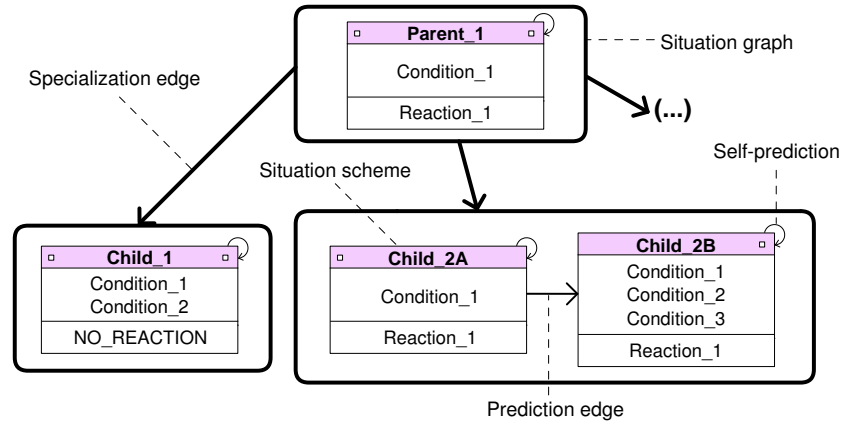 Parent_1
Condition_1
Reaction_1
Situation graph
Specialization edge
(...)
Self-prediction
Situation scheme
Child_1
Condition_1
Condition_2
NO_REACTION
Child_2A
Condition_1
Reaction_1
Child_2B
Condition_1
Condition_2
Condition_3
Reaction_1
Prediction edge